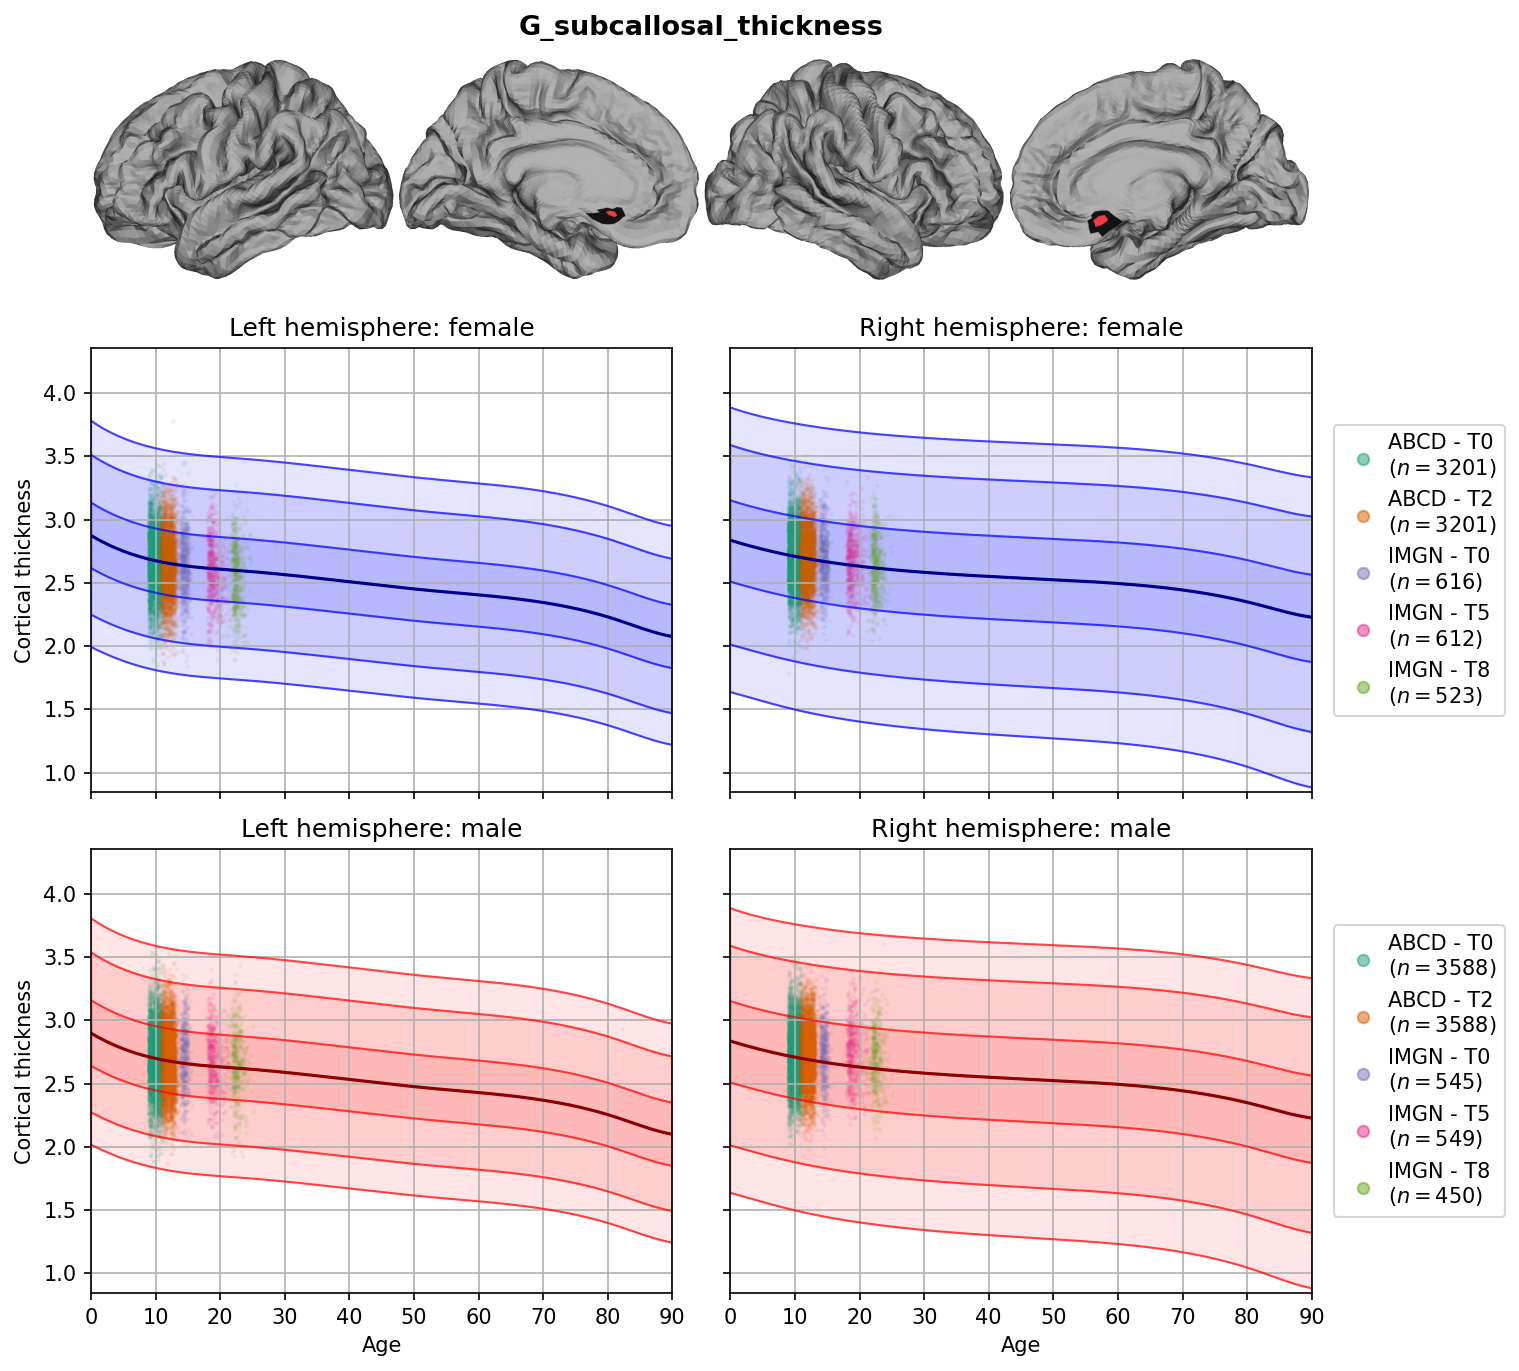 G_subcallosal_thickness
Left hemisphere: female
Right hemisphere: female
Cortical thickness
4.0
3.5
3.0
2.5
2.0
1.5
1.0
ABCD - T0
(n = 3201)
ABCD - T2
(n = 3201)
IMGN - T0
(n = 616)
IMGN - T5
(n = 612)
IMGN - T8
(n = 523)
Left hemisphere: male
Right hemisphere: male
Cortical thickness
4.0
3.5
3.0
2.5
2.0
1.5
1.0
0 10 20 30 40 50 60 70 80 90
0 10 20 30 40 50 60 70 80 90
Age
Age
ABCD - T0
(n = 3588)
ABCD - T2
(n = 3588)
IMGN - T0
(n = 545)
IMGN - T5
(n = 549)
IMGN - T8
(n = 450)